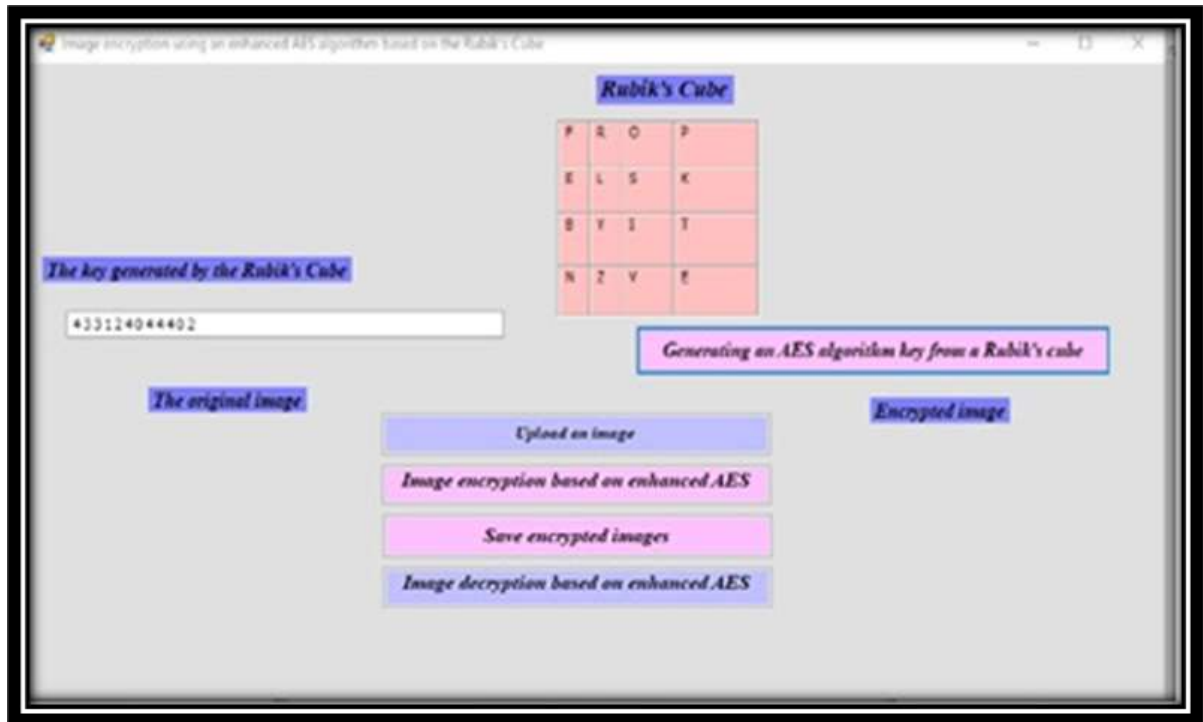 Image encryption using an enhanced AES algorithm based on the Rubik's Cube
Rubik's Cube
R O P
E L S K
B Y I T
N Z V E
The key generated by the Rubik's Cube
433124044402
Generating an AES algorithm key from a Rubik's cube
The original image
Encrypted image
Upload an image
Image encryption based on enhanced AES
Save encrypted images
Image decryption based on enhanced AES